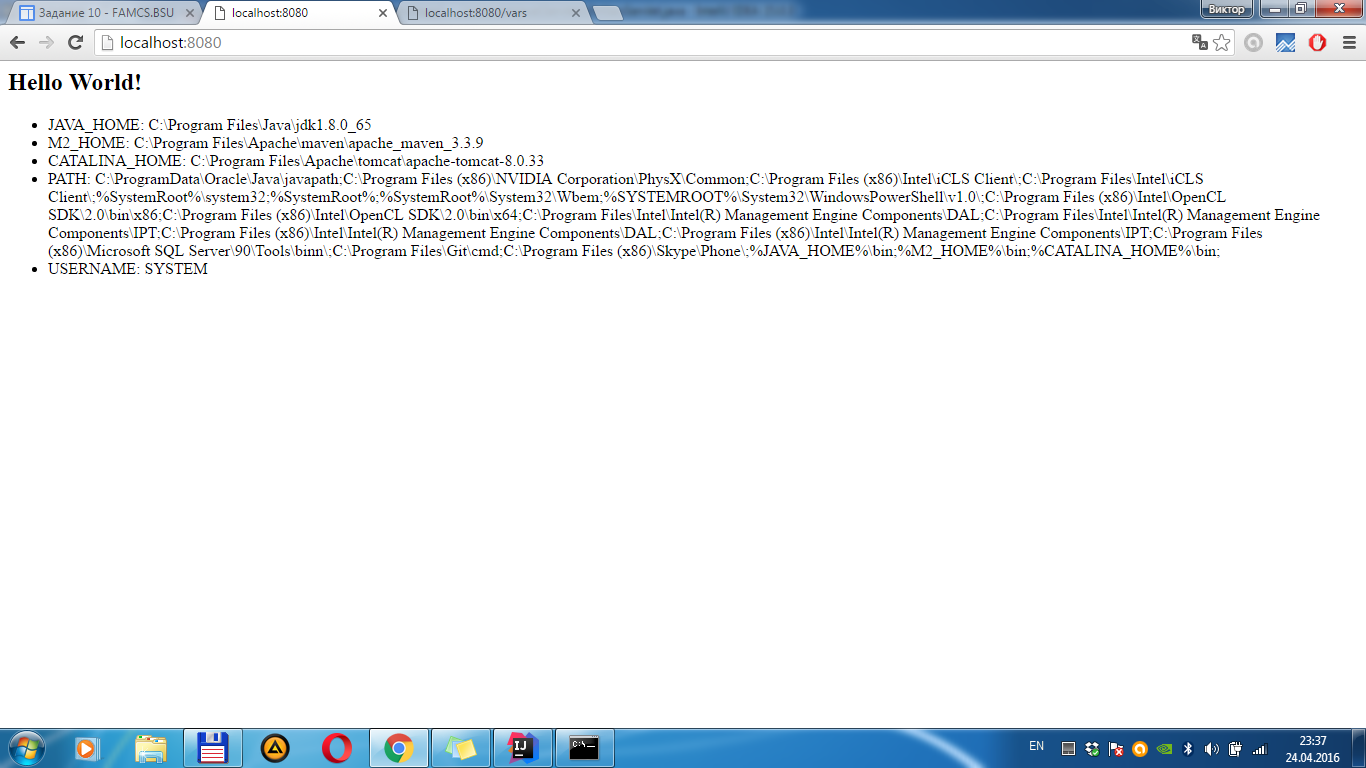 Задание 10 - FAMCS.BSU
localhost:8080
localhost:8080/vars
Виктор
localhost:8080
Hello World!
JAVA_HOME: C:\Program Files\Java\jdk1.8.0_65
M2_HOME: C:\Program Files\Apache\maven\apache_maven_3.3.9
CATALINA_HOME: C:\Program Files\Apache\tomcat\apache-tomcat-8.0.33
PATH: C:\ProgramData\Oracle\Java\javapath;C:\Program Files (x86)\NVIDIA Corporation\PhysX\Common;C:\Program Files (x86)\Intel\iCLS Client\;C:\Program Files\Intel\iCLS
Client\;%SystemRoot%\system32;%SystemRoot%;%SystemRoot%\System32\Wbem;%SYSTEMROOT%\System32\WindowsPowerShell\v1.0\;C:\Program Files (x86)\Intel\OpenCL
SDK\2.0\bin\x86;C:\Program Files (x86)\Intel\OpenCL SDK\2.0\bin\x64;C:\Program Files\Intel\Intel(R) Management Engine Components\DAL;C:\Program Files\Intel\Intel(R) Management Engine
Components\IPT;C:\Program Files (x86)\Intel\Intel(R) Management Engine Components\DAL;C:\Program Files (x86)\Intel\Intel(R) Management Engine Components\IPT;C:\Program Files
(x86)\Microsoft SQL Server\90\Tools\binn\;C:\Program Files\Git\cmd;C:\Program Files (x86)\Skype\Phone\;%JAVA_HOME%\bin;%M2_HOME%\bin;%CATALINA_HOME%\bin;
USERNAME: SYSTEM
IJ
C:\
EN
23:37
24.04.2016